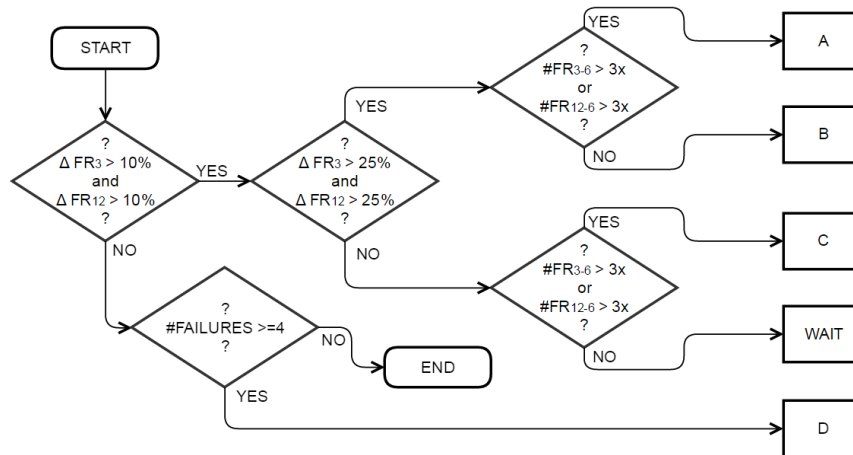 START
?
Δ FR3 > 10%
and
Δ FR12 > 10%
?
YES
NO
?
Δ FR3 > 25%
and
Δ FR12 > 25%
?
YES
NO
?
#FR3-6 > 3x
or
#FR12-6 > 3x
?
YES
NO
A
B
?
#FR3-6 > 3x
or
#FR12-6 > 3x
?
YES
NO
C
WAIT
?
#FAILURES >=4
?
NO
YES
END
D